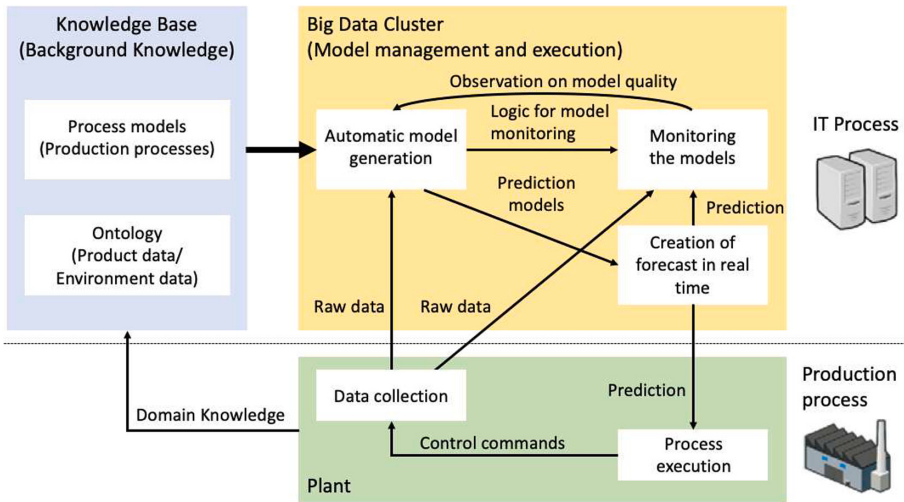 Knowledge Base
(Background Knowledge)
Process models
(Production processes)
Ontology
(Product data/
Environment data)
Big Data Cluster
(Model management and execution)
Observation on model quality
Automatic model
generation
Logic for model
monitoring
Monitoring
the models
Prediction
models
Prediction
Creation of
forecast in real
time
Raw data
Raw data
IT Process
Domain Knowledge
Data collection
Prediction
Control commands
Process
execution
Plant
Production
process